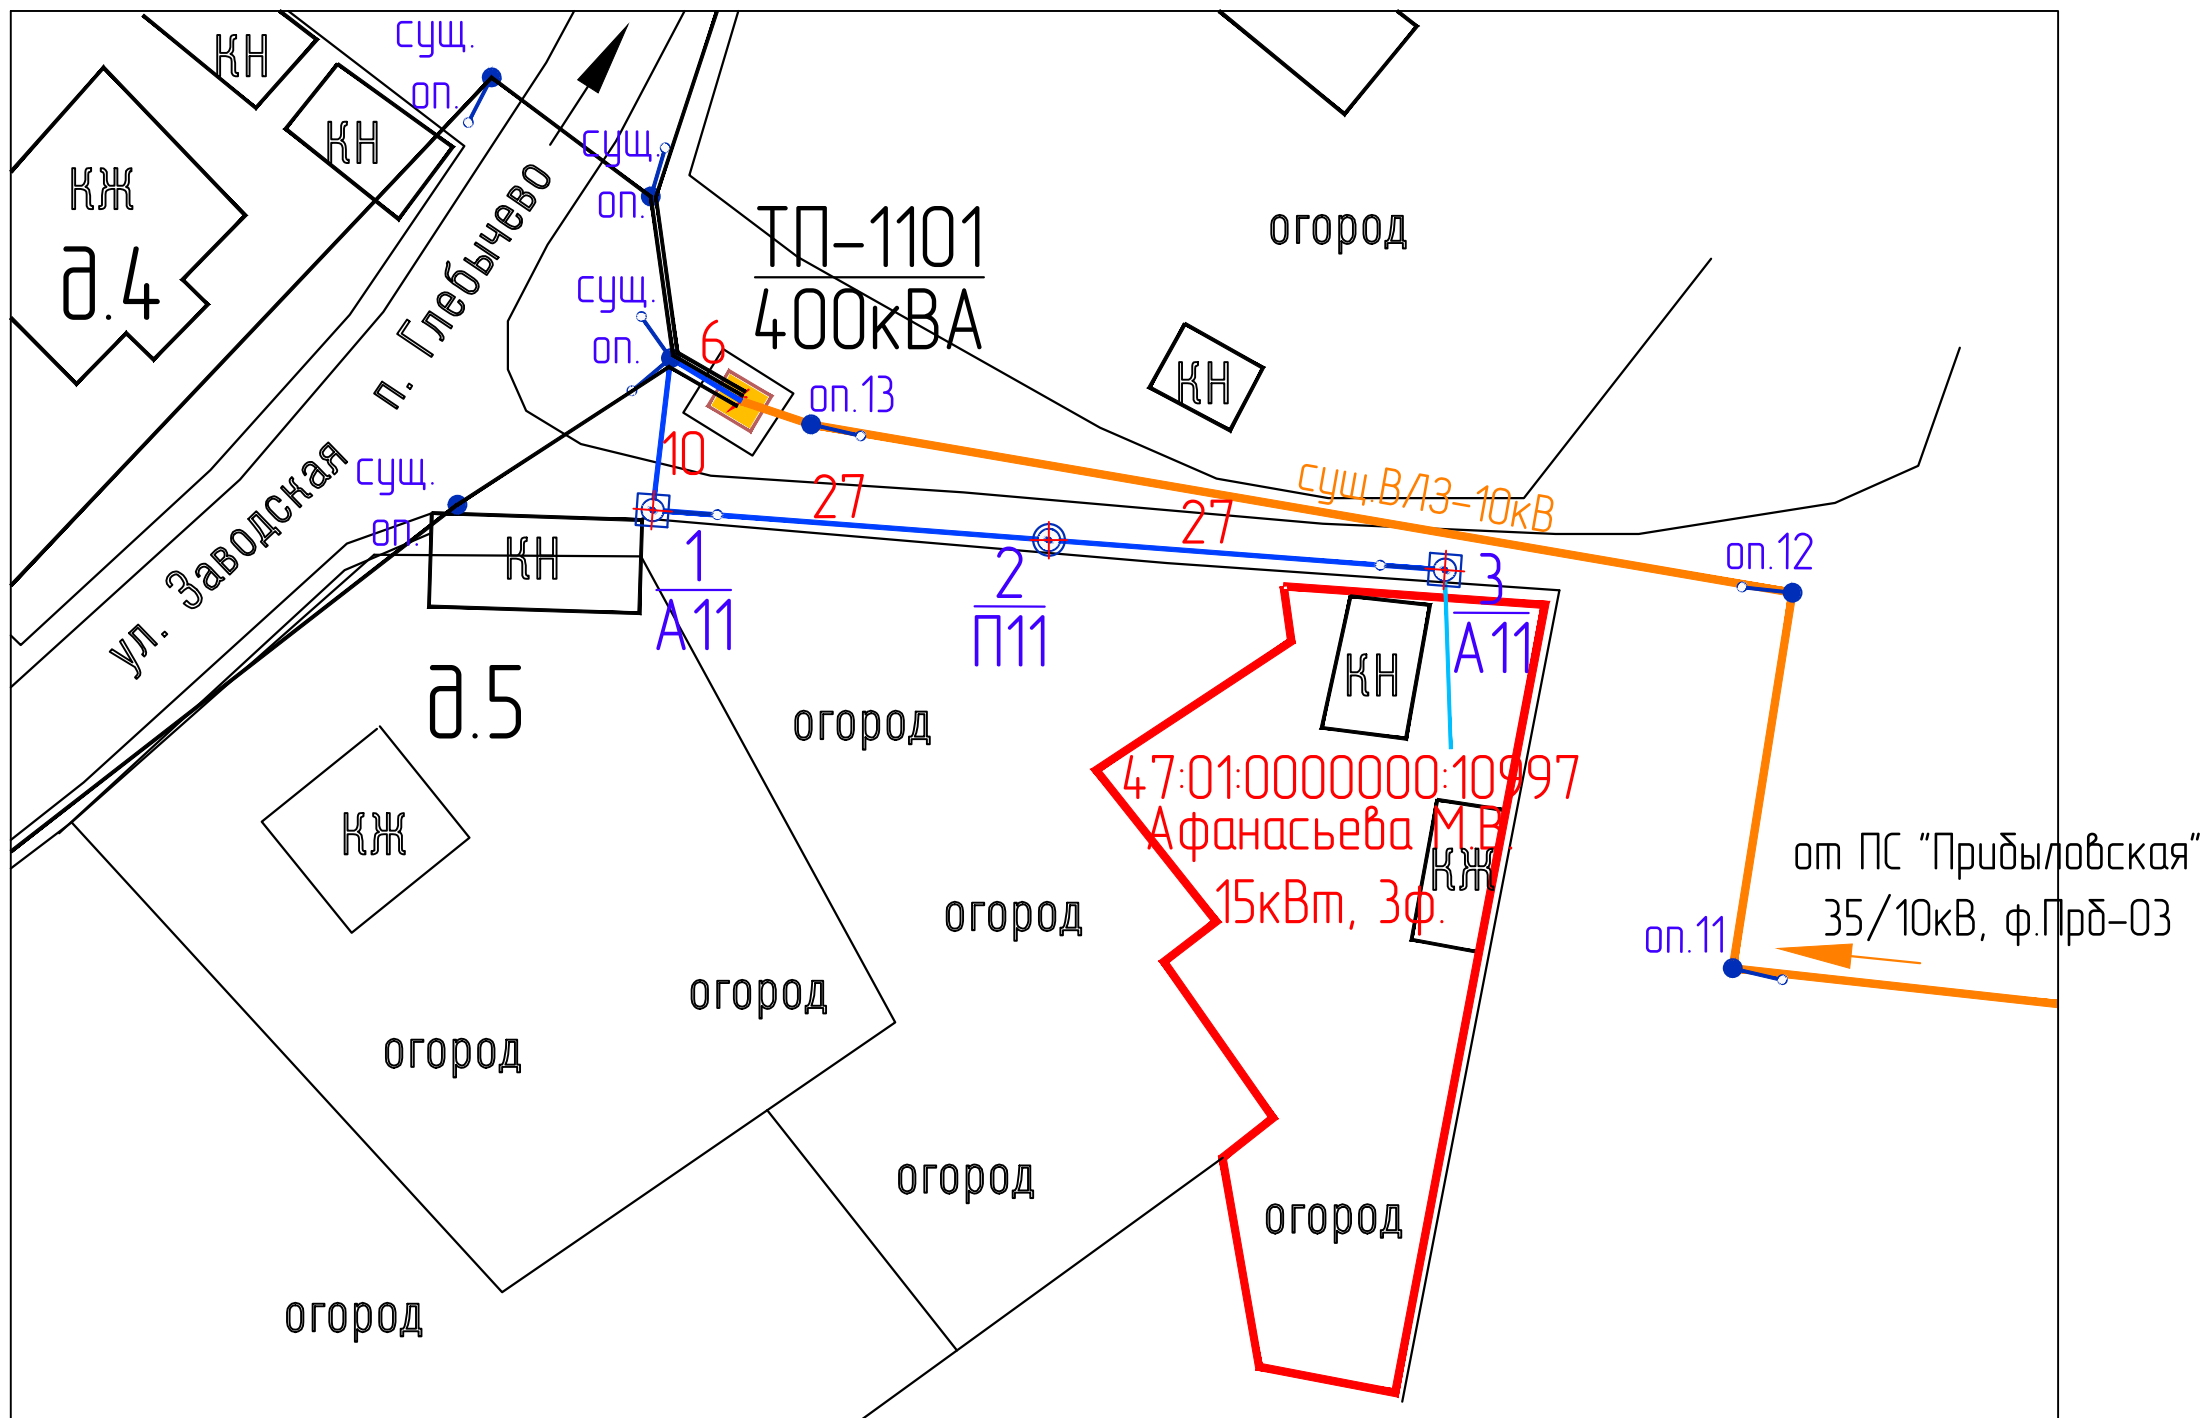 сущ.
оп.
КН
КН
КЖ
д.4
сущ.
оп.
ТП-1101
400кВА
огород
сущ.
оп.
6
оп.13
КН
ул. Заводская п. Глебычево
10
27
27
сущ.ВЛЗ-10кВ
сущ.
оп.
КН
1
А11
2
П11
3
А11
оп.12
КН
д.5
огород
КЖ
47:01:0000000:10997
Афанасьева М.В.
КЖ
15кВт, 3ф.
от ПС "Прибыловская"
35/10кВ, ф.Прб-03
оп.11
огород
огород
огород
огород
огород
огород